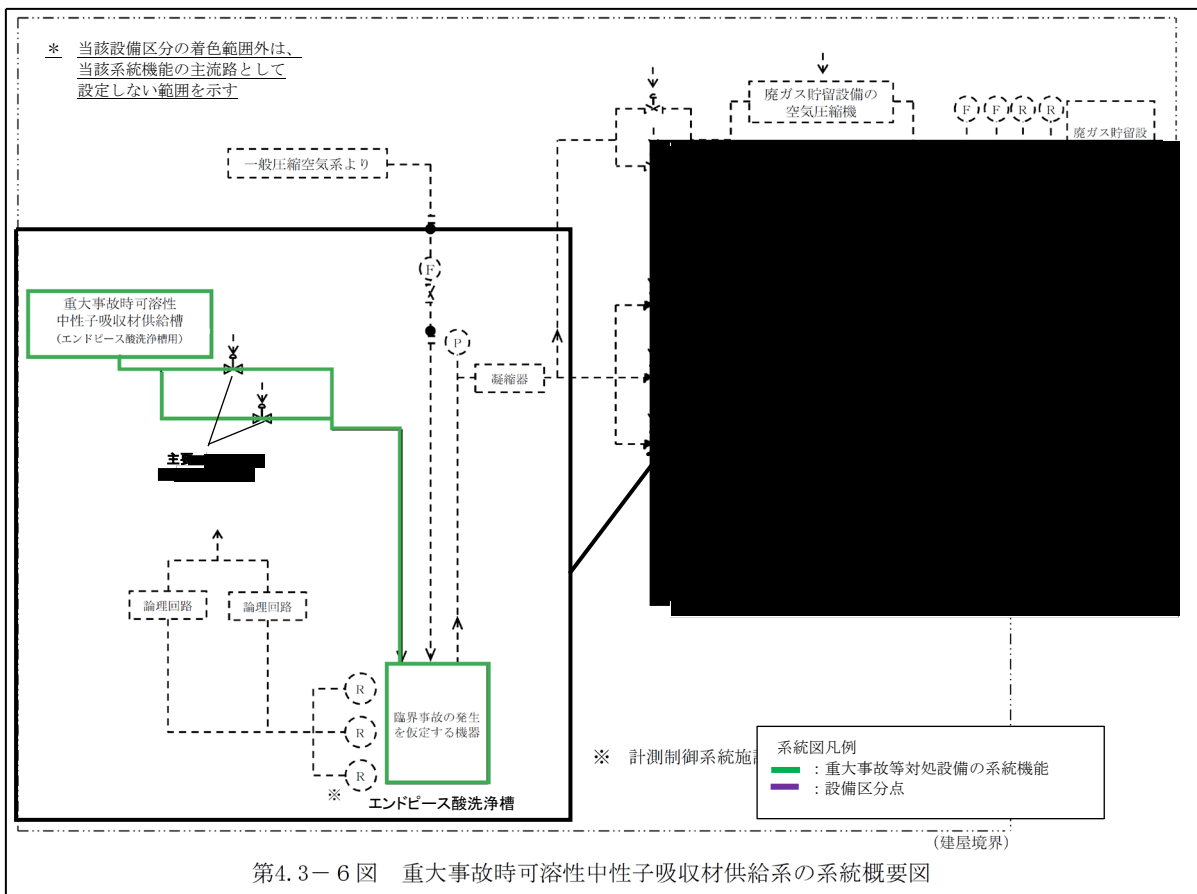 ＊ 当該設備区分の着色範囲外は、
当該系統機能の主流路として
設定しない範囲を示す
廃ガス貯留設備の
空気圧縮機
F F R R
廃ガス貯留設
一般圧縮空気系より
F
重大事故時可溶性
中性子吸収材供給槽
(エンドピース酸洗浄槽用)
P
凝縮器
主要
論理回路 論理回路
R
R
R
※
臨界事故の発生
を仮定する機器
エンドピース酸洗浄槽
※ 計測制御系統施
系統図凡例
：重大事故等対処設備の系統機能
：設備区分点
(建屋境界)
第4.3－6図 重大事故時可溶性中性子吸収材供給系の系統概要図